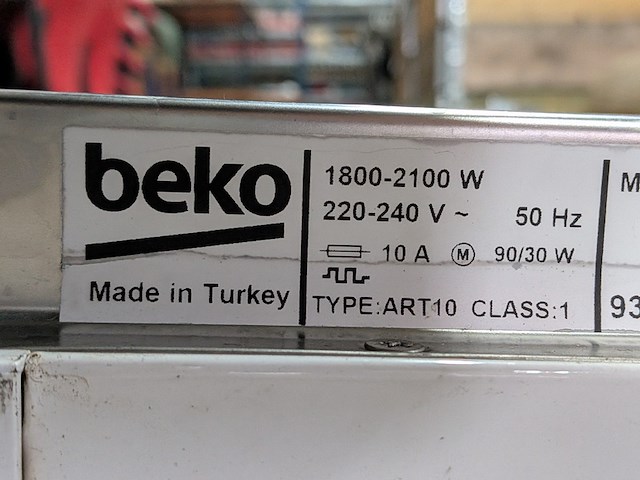 beko
Made in Turkey
1800-2100 W
220-240 V ~ 50 Hz
10 A M 90/30 W
TYPE:ART10 CLASS:1
M
93